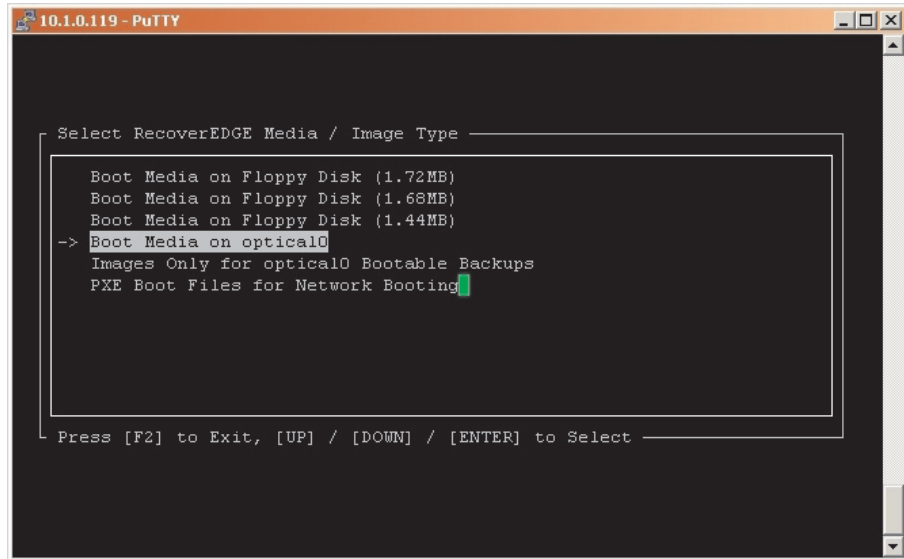 10.1.0.119 - PuTTY
Select RecoverEDGE Media / Image Type
Boot Media on Floppy Disk (1.72MB)
Boot Media on Floppy Disk (1.68MB)
Boot Media on Floppy Disk (1.44MB)
-> Boot Media on optical0
Images Only for optical0 Bootable Backups
PXE Boot Files for Network Booting
Press [F2] to Exit, [UP] / [DOWN] / [ENTER] to Select